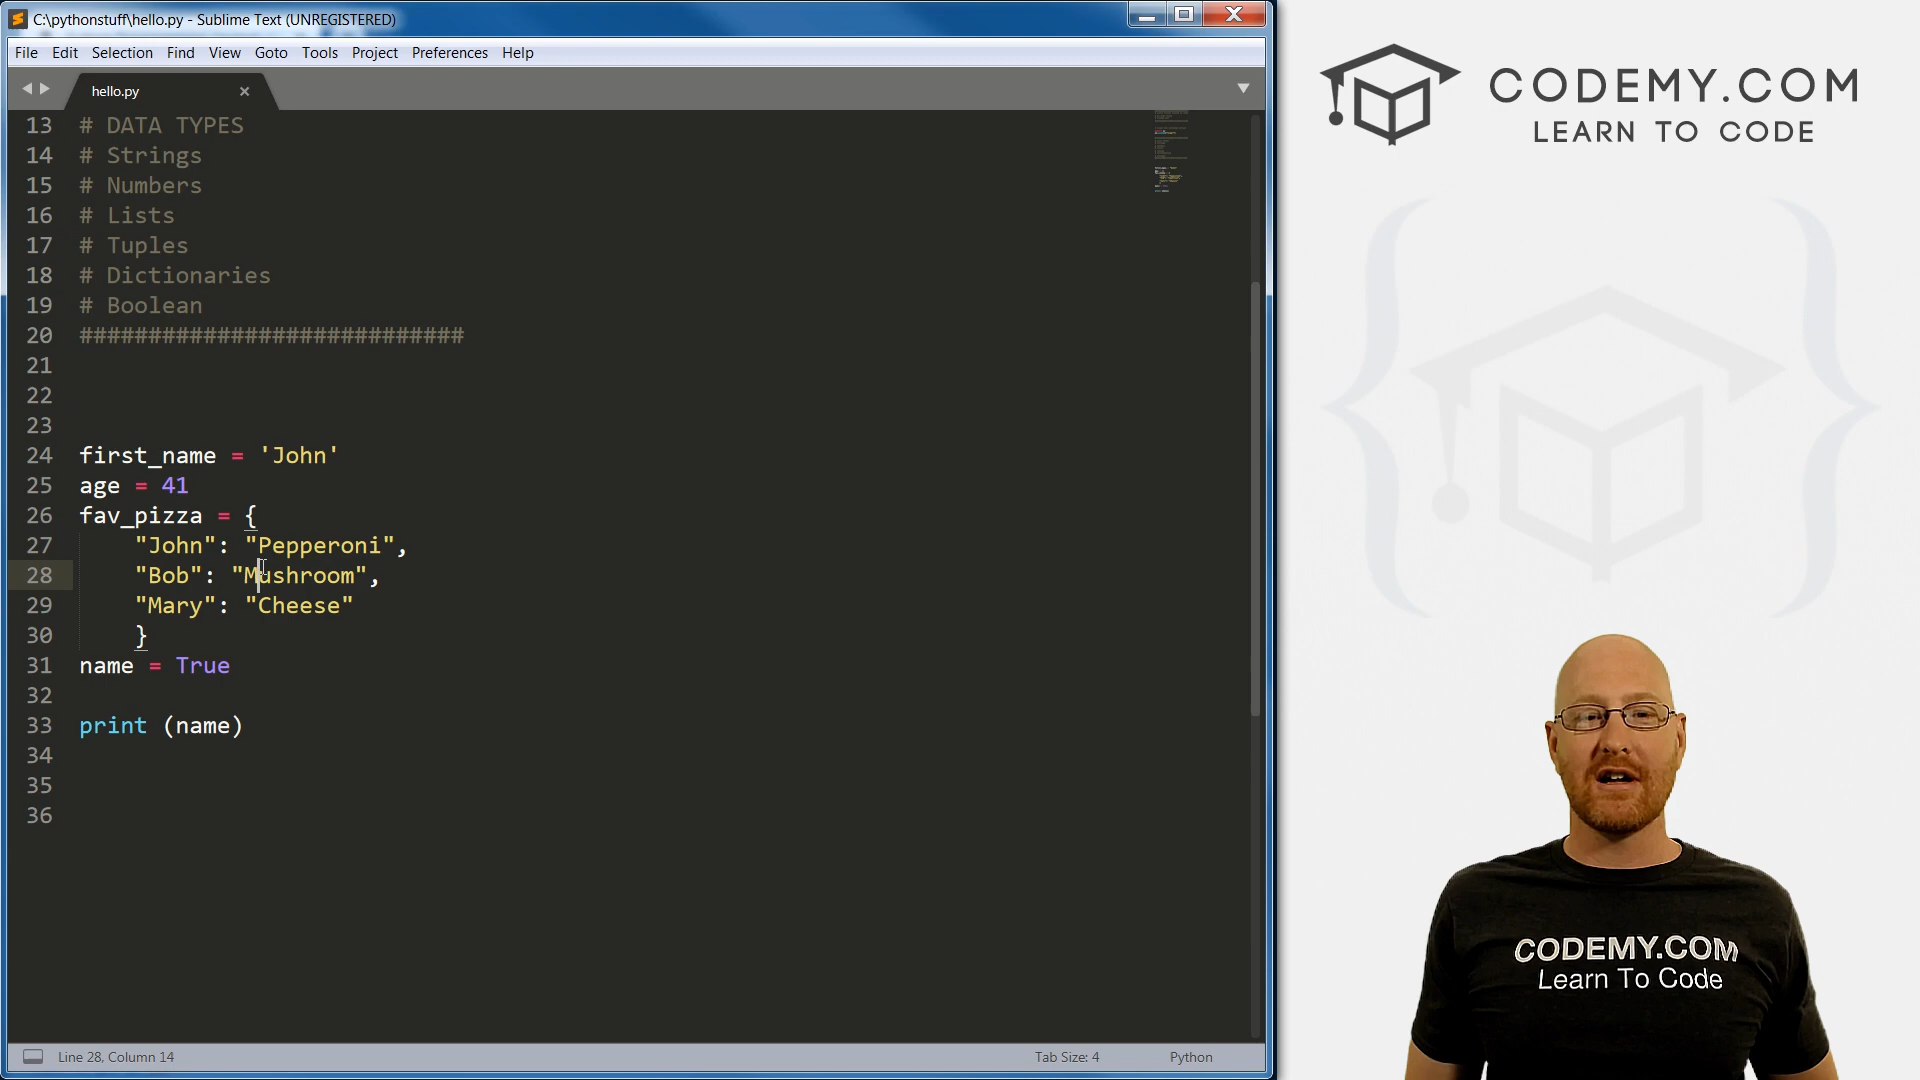 C:\pythonstuff\hello.py - Sublime Text (UNREGISTERED)
File Edit Selection Find View Goto Tools Project Preferences Help
hello.py
13 # DATA TYPES
14 # Strings
15 # Numbers
16 # Lists
17 # Tuples
18 # Dictionaries
19 # Boolean
20 ############################
21
22
23
24 first_name = 'John'
25 age = 41
26 fav_pizza = {
27 "John": "Pepperoni",
28 "Bob": "Mushroom",
29 "Mary": "Cheese"
30 }
31 name = True
32
33 print (name)
34
35
36
Line 28, Column 14 Tab Size: 4 Python
CODEMY.COM
LEARN TO CODE
CODEMY.COM
Learn To Code